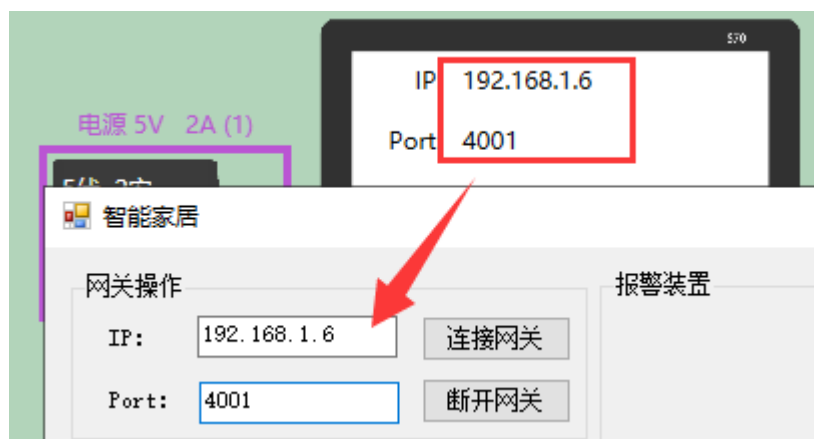 570
IP 192.168.1.6
电源 5V 2A (1)
Port 4001
智能家居
网关操作
报警装置
IP: 192.168.1.6 连接网关
Port: 4001 断开网关